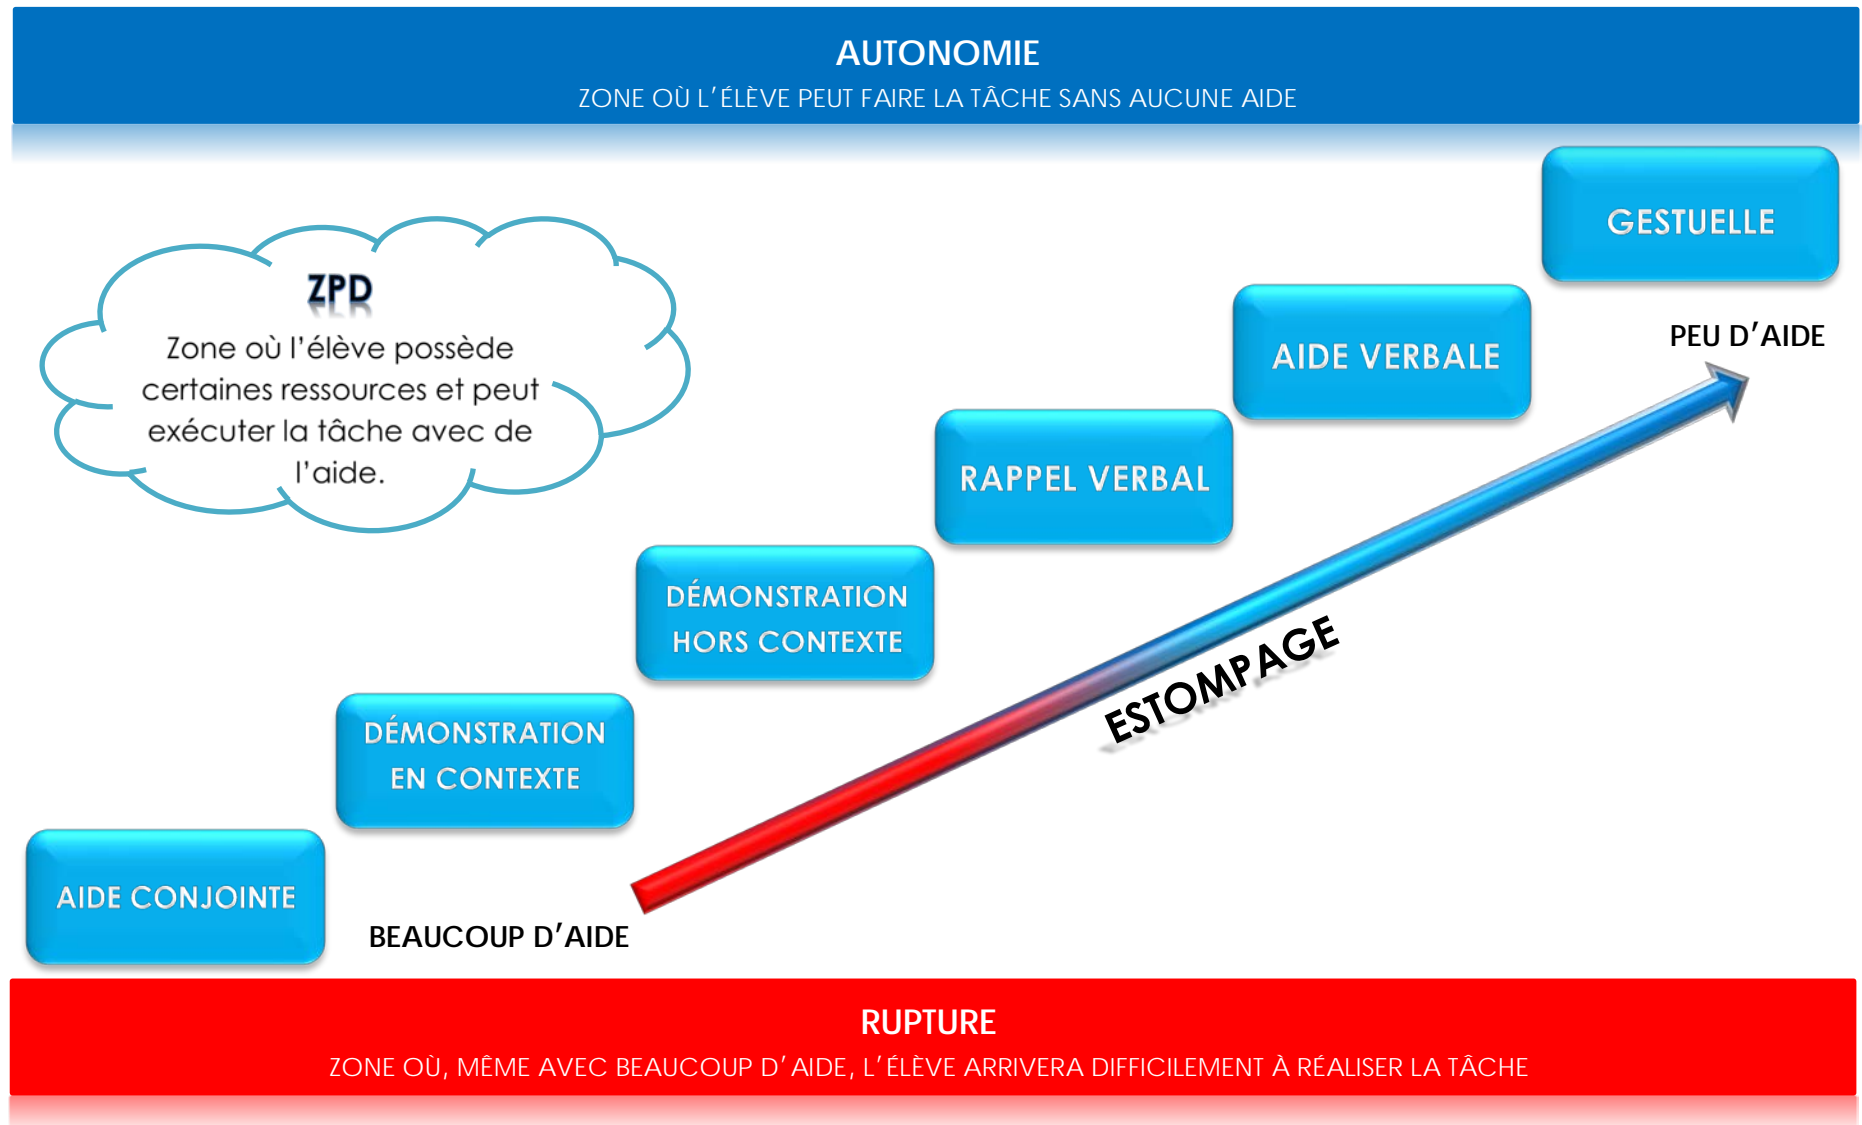 AUTONOMIE
ZONE OÙ L'ÉLÈVE PEUT FAIRE LA TÂCHE SANS AUCUNE AIDE
GESTUELLE
ZPD
Zone où l'élève possède
certaines ressources et peut
exécuter la tâche avec de
l'aide.
PEU D'AIDE
AIDE VERBALE
RAPPEL VERBAL
DÉMONSTRATION
HORS CONTEXTE
ESTOMPAGE
DÉMONSTRATION
EN CONTEXTE
AIDE CONJOINTE
BEAUCOUP D'AIDE
RUPTURE
ZONE OÙ, MÊME AVEC BEAUCOUP D'AIDE, L'ÉLÈVE ARRIVERA DIFFICILEMENT À RÉALISER LA TÂCHE